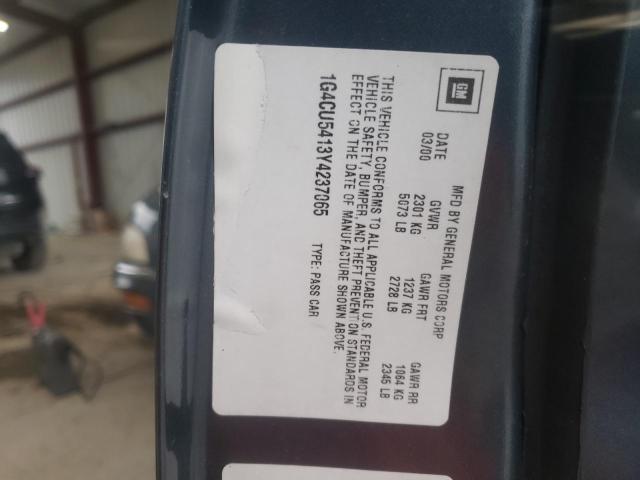 GM
MFD BY GENERAL MOTORS CORP
DATE GVWR GAWR FRT GAWR RR
03/00 2301 KG 1237 KG 1064 KG
5073 LB 2728 LB 2345 LB
THIS VEHICLE CONFORMS TO ALL APPLICABLE U.S. FEDERAL MOTOR
VEHICLE SAFETY, BUMPER, AND THEFT PREVENTION STANDARDS IN
EFFECT ON THE DATE OF MANUFACTURE SHOWN ABOVE.
1G4CU5413Y4237065 TYPE: PASS CAR